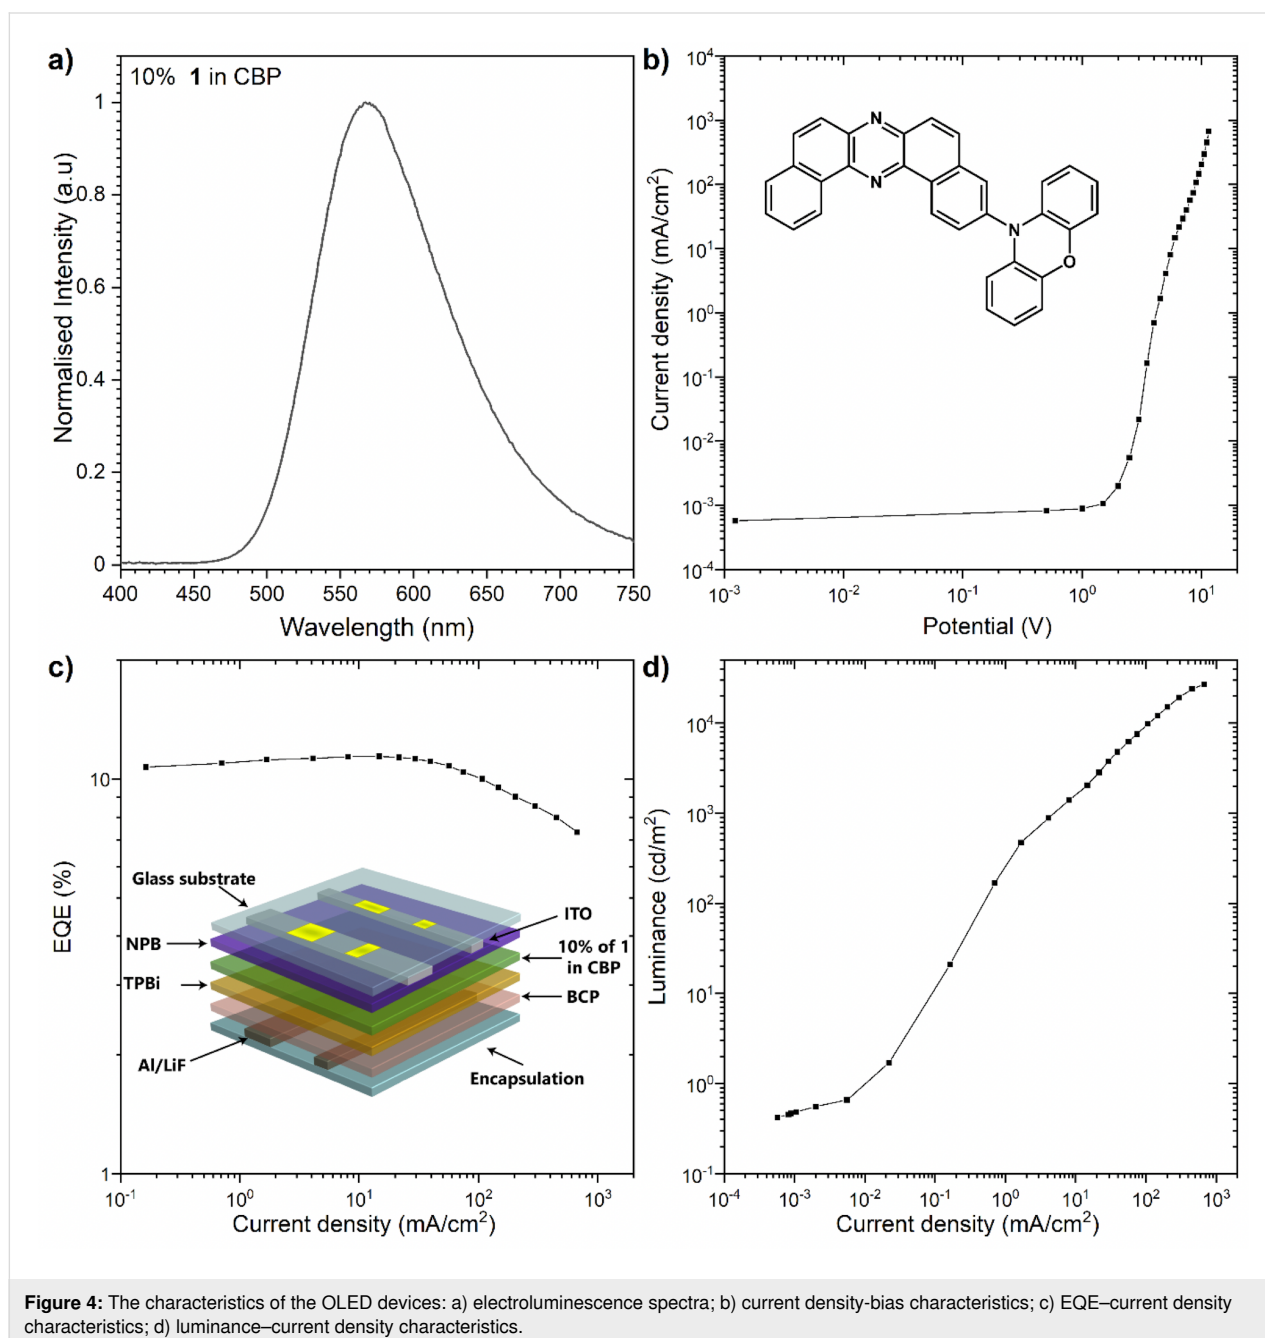 a)
10% 1 in CBP
Normalised Intensity (a.u)
1
0.8
0.6
0.4
0.2
0
400 450 500 550 600 650 700 750
Wavelength (nm)
b)
Current density (mA/cm²)
10⁴
10³
10²
10¹
10⁰
10⁻¹
10⁻²
10⁻³
10⁻⁴
N
N
N
O
10⁻³ 10⁻² 10⁻¹ 10⁰ 10¹
Potential (V)
c)
EQE (%)
10
1
Glass substrate
NPB
TPBi
Al/LiF
ITO
10% of 1
in CBP
BCP
Encapsulation
10⁻¹ 10⁰ 10¹ 10² 10³
Current density (mA/cm²)
d)
Luminance (cd/m²)
10⁴
10³
10²
10¹
10⁰
10⁻¹
10⁻⁴ 10⁻³ 10⁻² 10⁻¹ 10⁰ 10¹ 10² 10³
Current density (mA/cm²)
Figure 4: The characteristics of the OLED devices: a) electroluminescence spectra; b) current density-bias characteristics; c) EQE–current density
characteristics; d) luminance–current density characteristics.